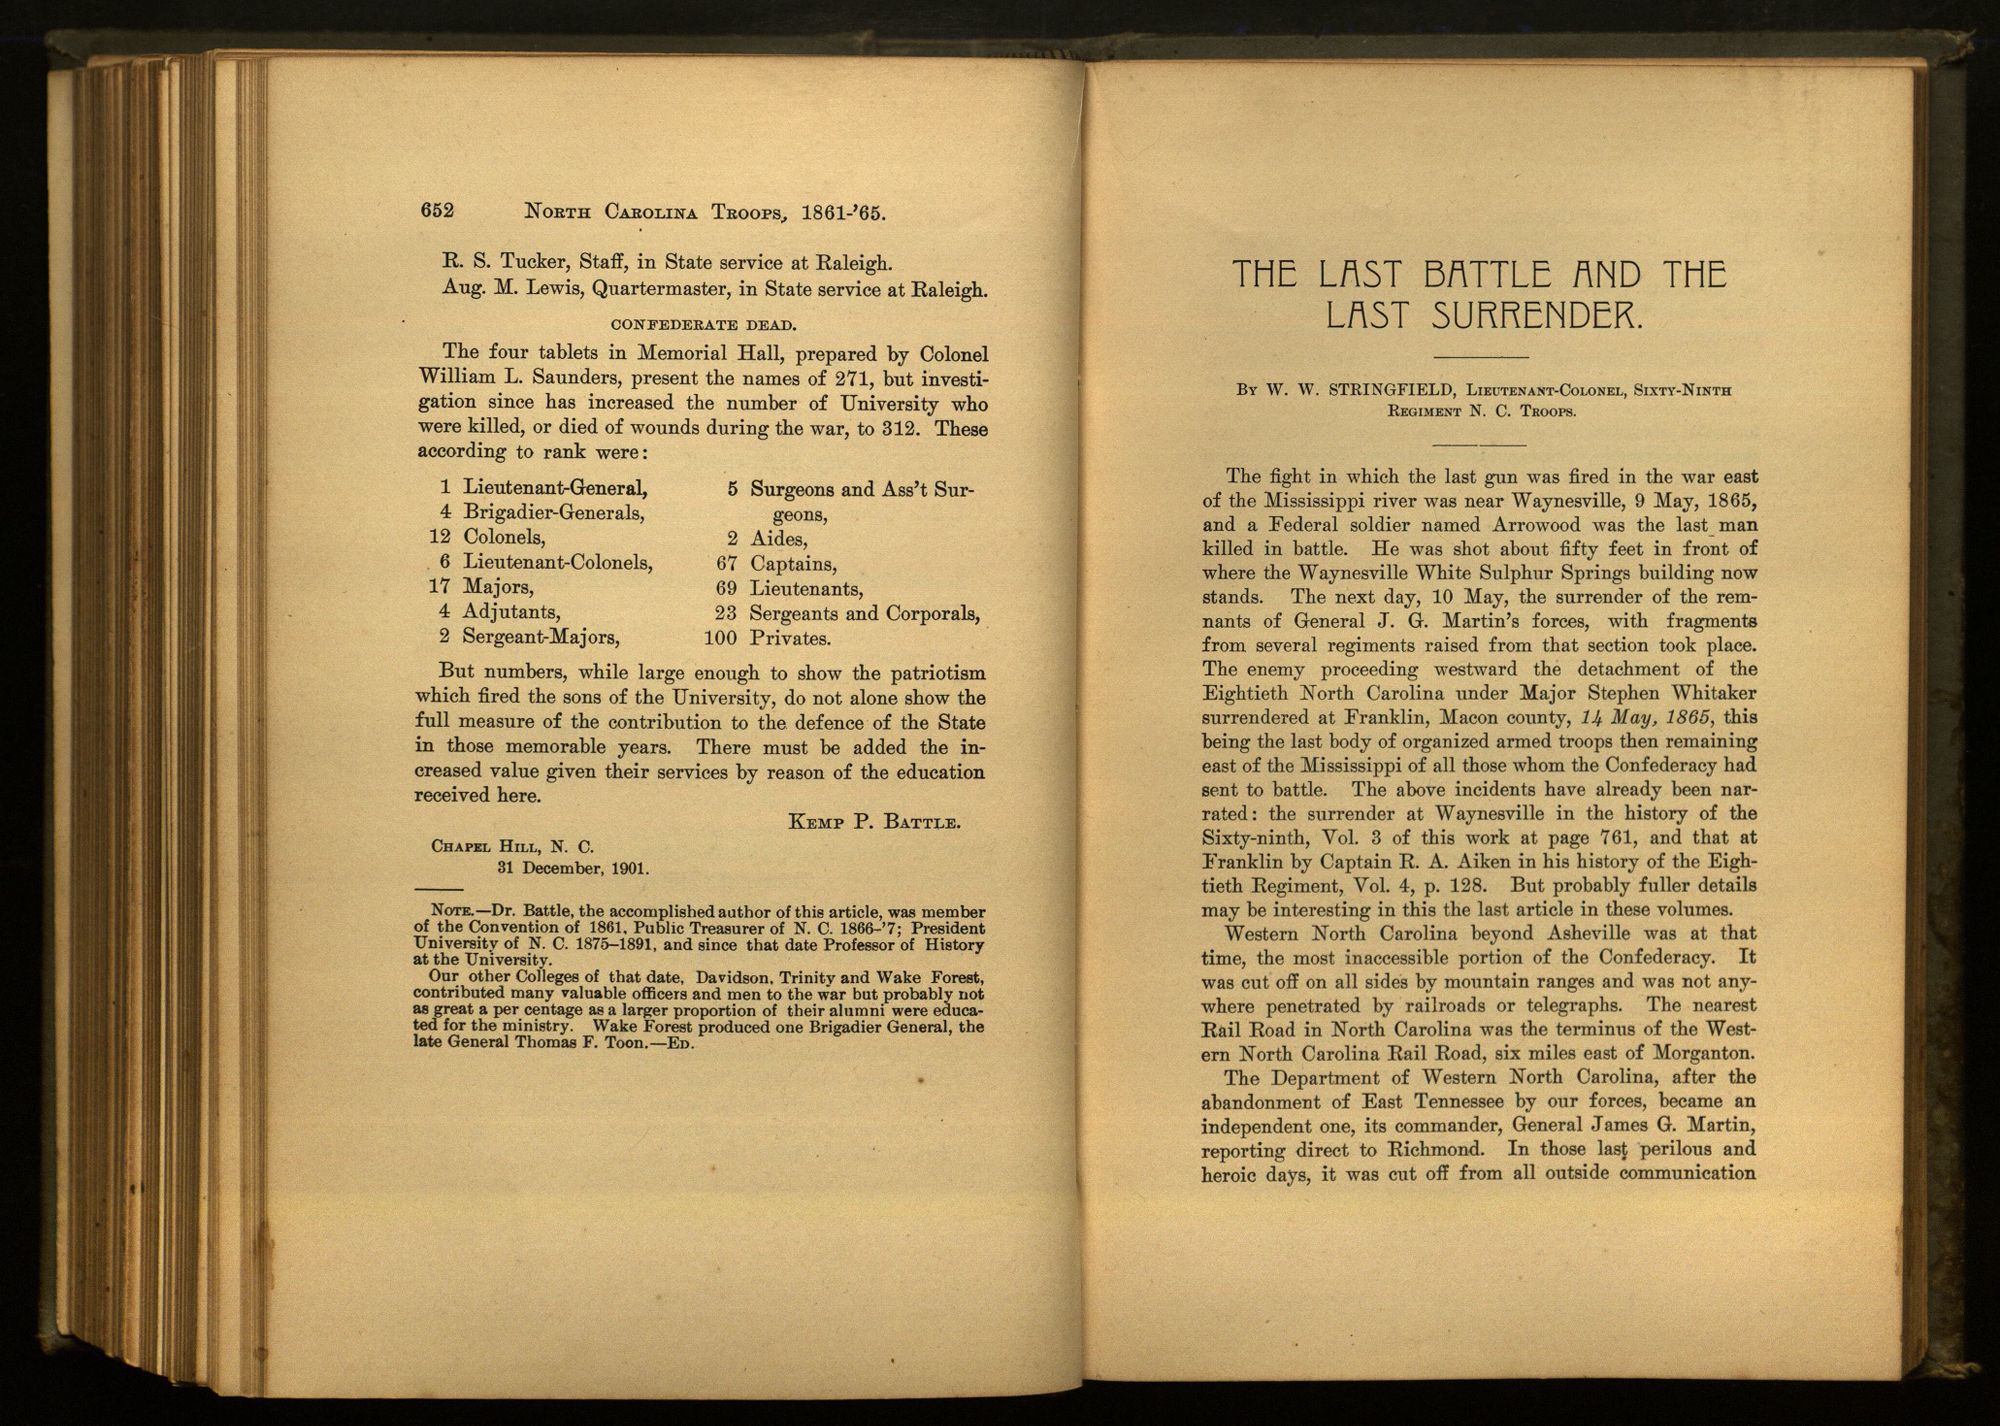 652 North Carolina Troops, 1861-'65.
R. S. Tucker, Staff, in State service at Raleigh.
Aug. M. Lewis, Quartermaster, in State service at Raleigh.
CONFEDERATE DEAD.
The four tablets in Memorial Hall, prepared by Colonel
William L. Saunders, present the names of 271, but investi-
gation since has increased the number of University who
were killed, or died of wounds during the war, to 312. These
according to rank were:
1 Lieutenant-General,
4 Brigadier-Generals,
12 Colonels,
6 Lieutenant-Colonels,
17 Majors,
4 Adjutants,
2 Sergeant-Majors,
5 Surgeons and Ass't Sur-
geons,
2 Aides,
67 Captains,
69 Lieutenants,
23 Sergeants and Corporals,
100 Privates.
But numbers, while large enough to show the patriotism
which fired the sons of the University, do not alone show the
full measure of the contribution to the defence of the State
in those memorable years. There must be added the in-
creased value given their services by reason of the education
received here.
Kemp P. Battle.
Chapel Hill, N. C.
31 December, 1901.
Note.—Dr. Battle, the accomplished author of this article, was member
of the Convention of 1861, Public Treasurer of N. C. 1866-'7; President
University of N. C. 1875–1891, and since that date Professor of History
at the University.
Our other Colleges of that date, Davidson, Trinity and Wake Forest,
contributed many valuable officers and men to the war but probably not
as great a per centage as a larger proportion of their alumni were educa-
ted for the ministry. Wake Forest produced one Brigadier General, the
late General Thomas F. Toon.—Ed.
THE LAST BATTLE AND THE
LAST SURRENDER.
By W. W. STRINGFIELD, Lieutenant-Colonel, Sixty-Ninth
Regiment N. C. Troops.
The fight in which the last gun was fired in the war east
of the Mississippi river was near Waynesville, 9 May, 1865,
and a Federal soldier named Arrowood was the last man
killed in battle. He was shot about fifty feet in front of
where the Waynesville White Sulphur Springs building now
stands. The next day, 10 May, the surrender of the rem-
nants of General J. G. Martin's forces, with fragments
from several regiments raised from that section took place.
The enemy proceeding westward the detachment of the
Eightieth North Carolina under Major Stephen Whitaker
surrendered at Franklin, Macon county, 14 May, 1865, this
being the last body of organized armed troops then remaining
east of the Mississippi of all those whom the Confederacy had
sent to battle. The above incidents have already been nar-
rated: the surrender at Waynesville in the history of the
Sixty-ninth, Vol. 3 of this work at page 761, and that at
Franklin by Captain R. A. Aiken in his history of the Eigh-
tieth Regiment, Vol. 4, p. 128. But probably fuller details
may be interesting in this the last article in these volumes.
Western North Carolina beyond Asheville was at that
time, the most inaccessible portion of the Confederacy. It
was cut off on all sides by mountain ranges and was not any-
where penetrated by railroads or telegraphs. The nearest
Rail Road in North Carolina was the terminus of the West-
ern North Carolina Rail Road, six miles east of Morganton.
The Department of Western North Carolina, after the
abandonment of East Tennessee by our forces, became an
independent one, its commander, General James G. Martin,
reporting direct to Richmond. In those last perilous and
heroic days, it was cut off from all outside communication